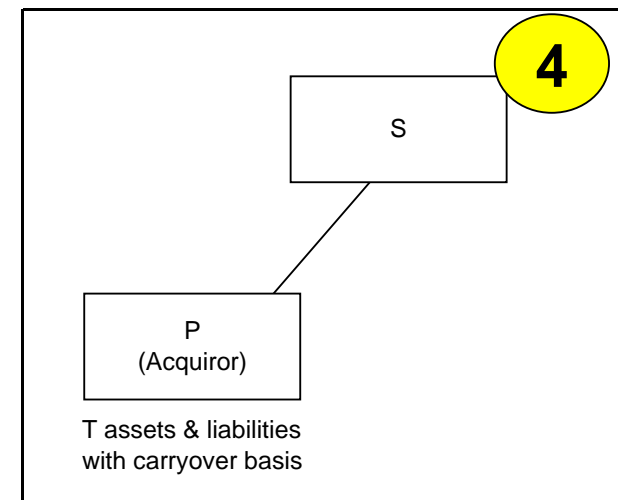 4
S
P
(Acquiror)
T assets & liabilities
with carryover basis